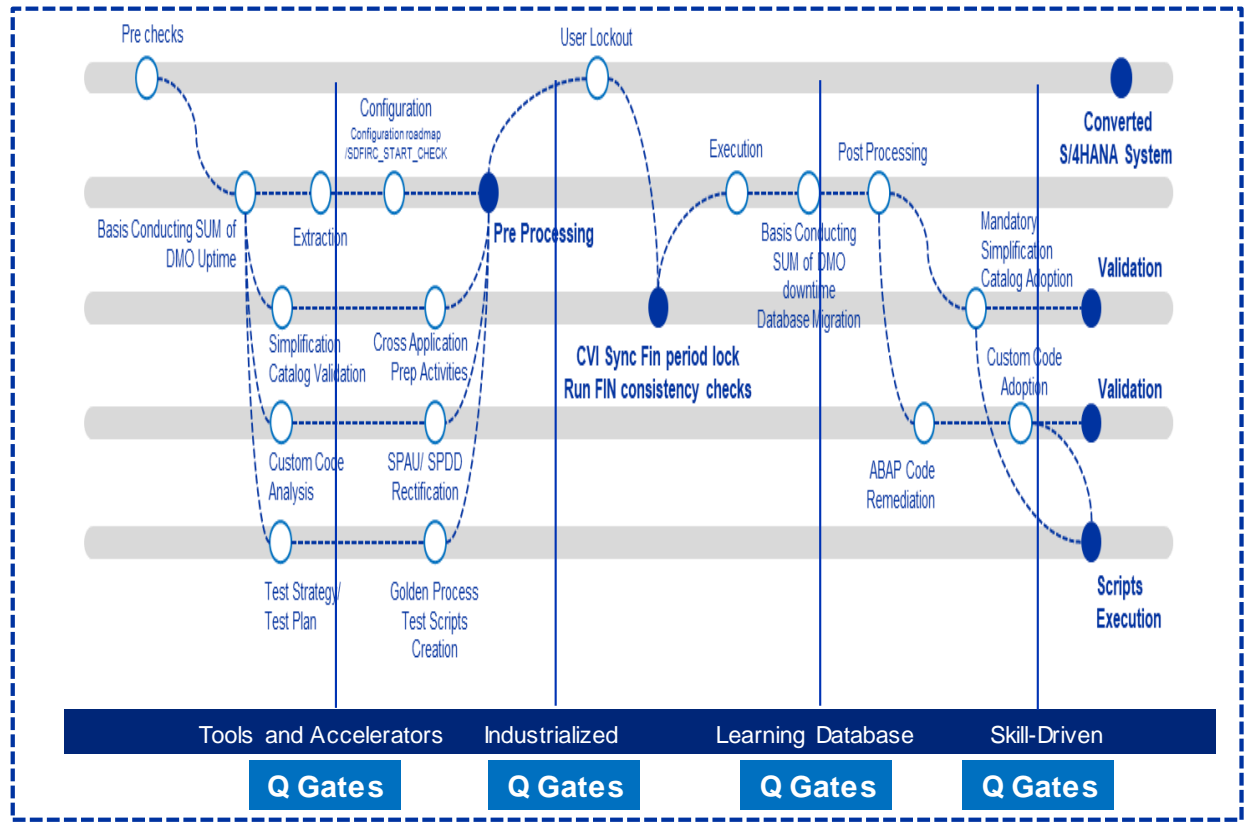 Pre checks
User Lockout
Configuration
Configuration roadmap
/SDFIRC_START_CHECK
Converted
S/4HANA System
Execution
Post Processing
Basis Conducting SUM of
DMO Uptime
Extraction
Pre Processing
Basis Conducting
SUM of DMO
downtime
Database Migration
Mandatory
Simplification
Catalog Adoption
Validation
Simplification
Catalog Validation
Cross Application
Prep Activities
CVI Sync Fin period lock
Run FIN consistency checks
Custom Code
Adoption
Validation
Custom Code
Analysis
SPAU/ SPDD
Rectification
ABAP Code
Remediation
Test Strategy/
Test Plan
Golden Process
Test Scripts
Creation
Scripts
Execution
Tools and Accelerators
Industrialized
Learning Database
Skill-Driven
Q Gates
Q Gates
Q Gates
Q Gates